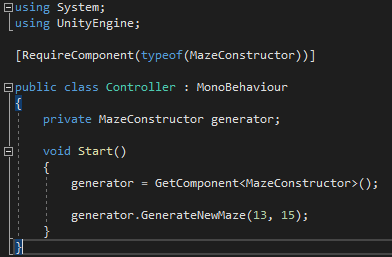 using System;
using UnityEngine;
[RequireComponent(typeof(MazeConstructor))]
public class Controller : MonoBehaviour
{
private MazeConstructor generator;
void Start()
{
generator = GetComponent<MazeConstructor>();
generator.GenerateNewMaze(13, 15);
}
}